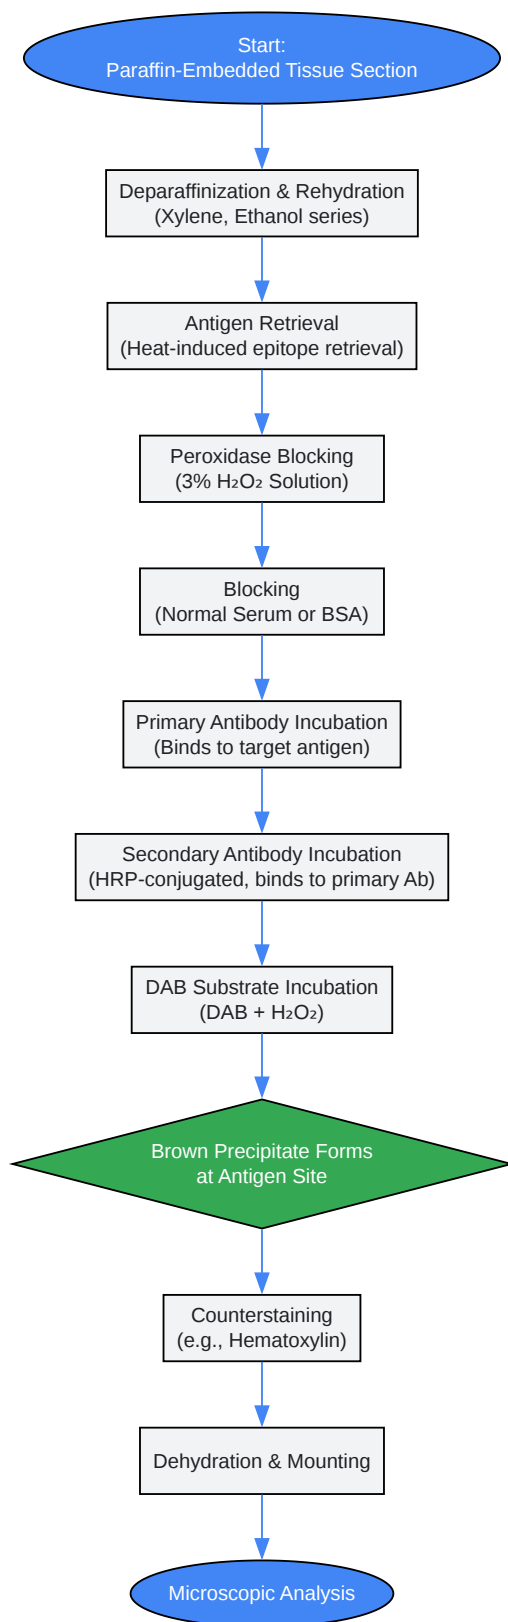 Start:
Paraffin-Embedded Tissue Section
Deparaffinization & Rehydration
(Xylene, Ethanol series)
Antigen Retrieval
(Heat-induced epitope retrieval)
Peroxidase Blocking
(3% H₂O₂ Solution)
Blocking
(Normal Serum or BSA)
Primary Antibody Incubation
(Binds to target antigen)
Secondary Antibody Incubation
(HRP-conjugated, binds to primary Ab)
DAB Substrate Incubation
(DAB + H₂O₂)
Brown Precipitate Forms
at Antigen Site
Counterstaining
(e.g., Hematoxylin)
Dehydration & Mounting
Microscopic Analysis